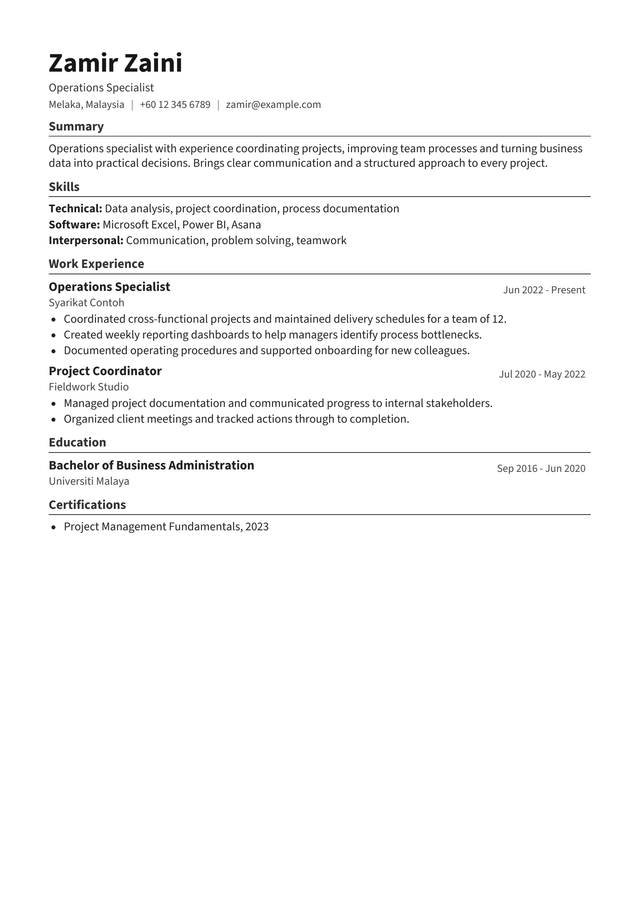 Zamir Zaini
Operations Specialist
Melaka, Malaysia | +60 12 345 6789 | zamir@example.com
Summary
Operations specialist with experience coordinating projects, improving team processes and turning business
data into practical decisions. Brings clear communication and a structured approach to every project.
Skills
Technical: Data analysis, project coordination, process documentation
Software: Microsoft Excel, Power BI, Asana
Interpersonal: Communication, problem solving, teamwork
Work Experience
Operations Specialist Jun 2022 - Present
Syarikat Contoh
• Coordinated cross-functional projects and maintained delivery schedules for a team of 12.
• Created weekly reporting dashboards to help managers identify process bottlenecks.
• Documented operating procedures and supported onboarding for new colleagues.
Project Coordinator Jul 2020 - May 2022
Fieldwork Studio
• Managed project documentation and communicated progress to internal stakeholders.
• Organized client meetings and tracked actions through to completion.
Education
Bachelor of Business Administration Sep 2016 - Jun 2020
Universiti Malaya
Certifications
• Project Management Fundamentals, 2023